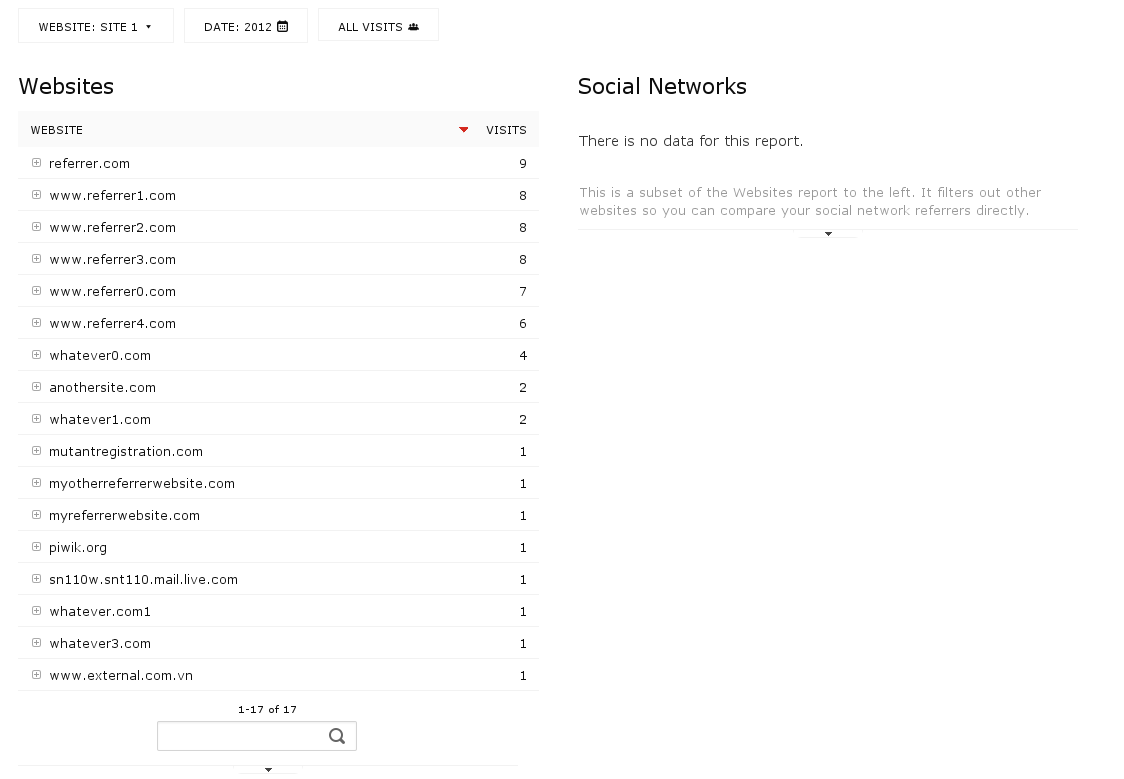 WEBSITE: SITE 1
DATE: 2012
ALL VISITS
Websites
WEBSITE VISITS
referrer.com 9
www.referrer1.com 8
www.referrer2.com 8
www.referrer3.com 8
www.referrer0.com 7
www.referrer4.com 6
whatever0.com 4
anothersite.com 2
whatever1.com 2
mutantregistration.com 1
myotherreferrerwebsite.com 1
myreferrerwebsite.com 1
piwik.org 1
sn110w.snt110.mail.live.com 1
whatever.com1 1
whatever3.com 1
www.external.com.vn 1
1-17 of 17
Social Networks
There is no data for this report.
This is a subset of the Websites report to the left. It filters out other
websites so you can compare your social network referrers directly.